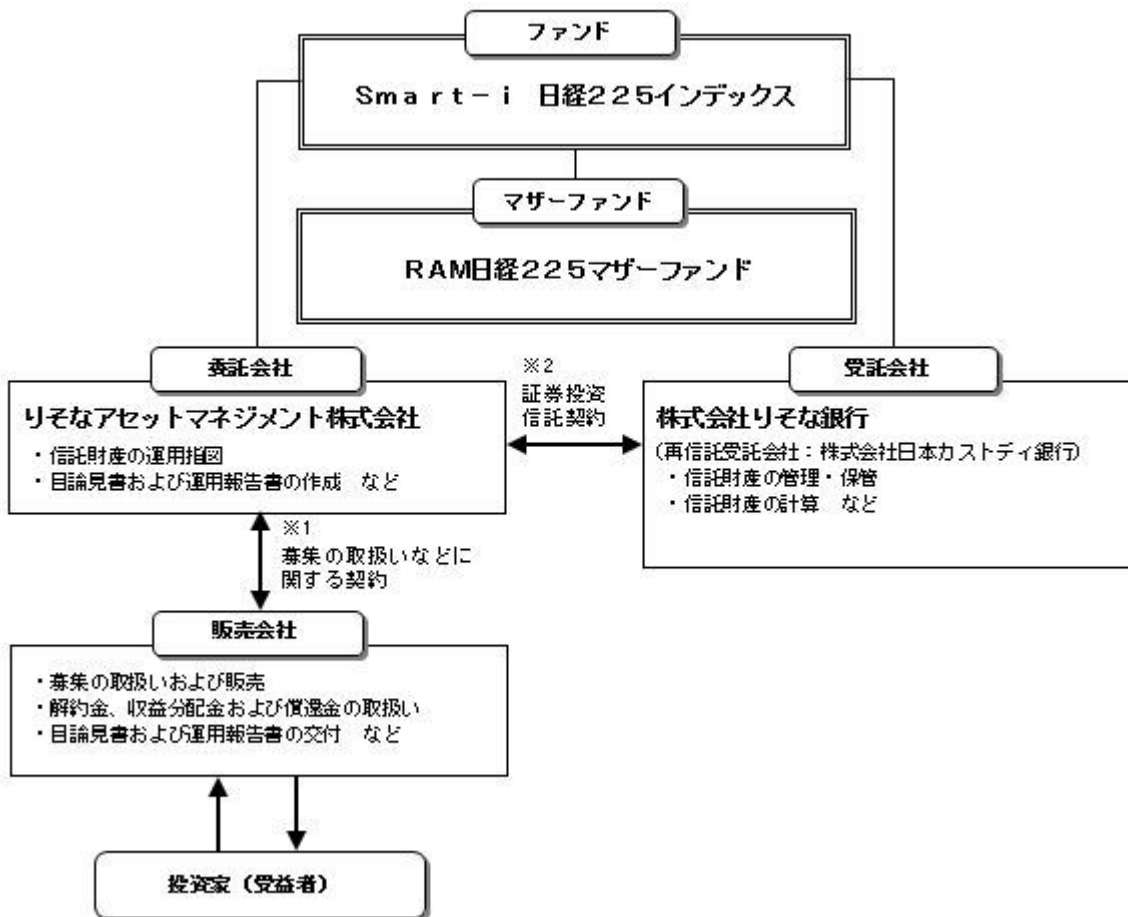 ファンド
Smart－i　日経２２５インデックス
マザーファンド
RAM日経２２５マザーファンド
委託会社
りそなアセットマネジメント株式会社
・信託財産の運用指図
・目論見書および運用報告書の作成　など
※2
証券投資
信託契約
受託会社
株式会社りそな銀行
(再信託受託会社：株式会社日本カストディ銀行)
・信託財産の管理・保管
・信託財産の計算　など
※1
募集の取扱いなどに
関する契約
販売会社
・募集の取扱いおよび販売
・解約金、収益分配金および償還金の取扱い
・目論見書および運用報告書の交付　など
投資家（受益者）